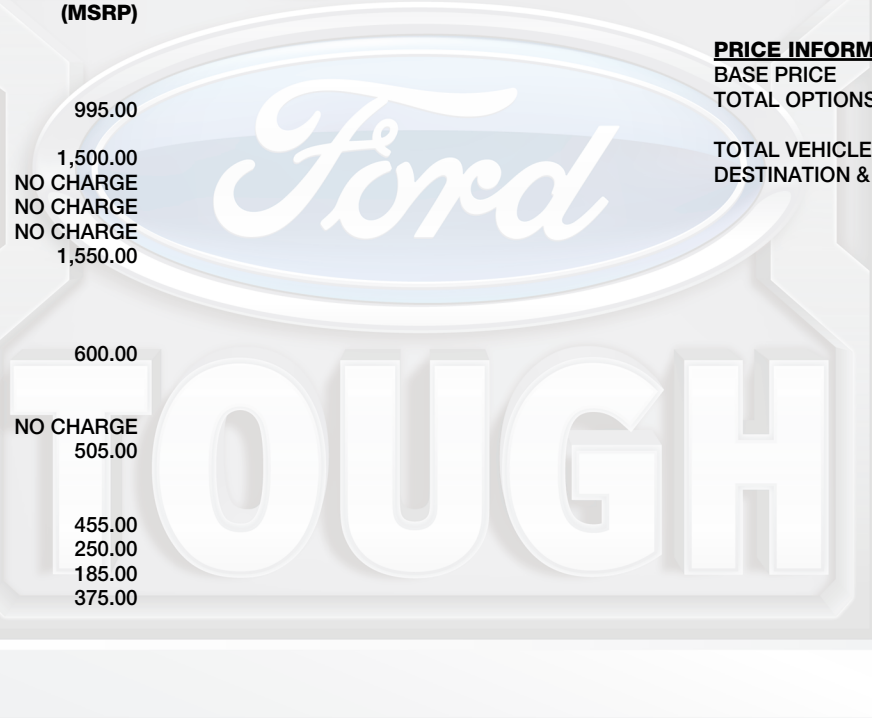 (MSRP)
995.00
1,500.00
NO CHARGE
NO CHARGE
NO CHARGE
1,550.00
600.00
NO CHARGE
505.00
455.00
250.00
185.00
375.00
PRICE INFORM
BASE PRICE
TOTAL OPTIONS
TOTAL VEHICLE
DESTINATION &
Ford
TOUGH